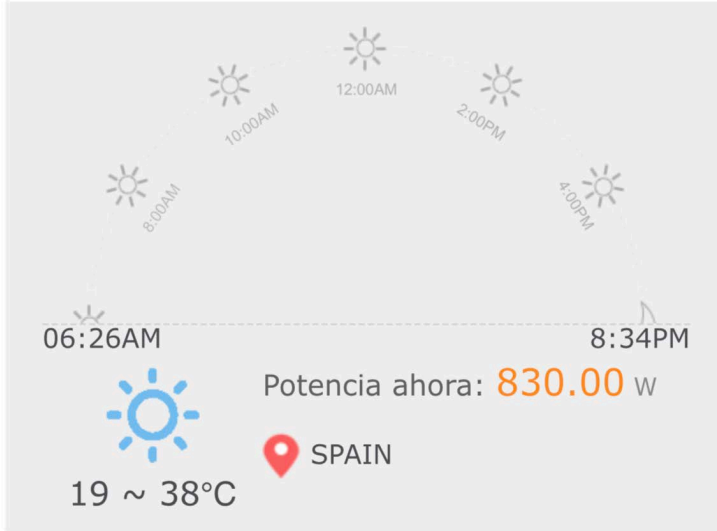 12:00AM
10:00AM
2:00PM
8:00AM
4:00PM
06:26AM
8:34PM
Potencia ahora: 830.00 W
SPAIN
19 ~ 38°C